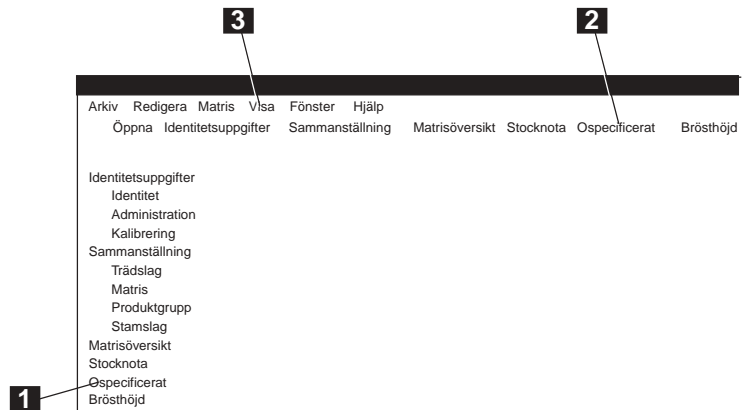 3 2
Arkiv Redigera Matris Visa Fönster Hjälp
Öppna Identitetsuppgifter Sammanställning Matrisöversikt Stocknota Ospecificerat Brösthöjd
Identitetsuppgifter
Identitet
Administration
Kalibrering
Sammanställning
Trädslag
Matris
Produktgrupp
Stamslag
Matrisöversikt
Stocknota
Ospecificerat
1
Brösthöjd